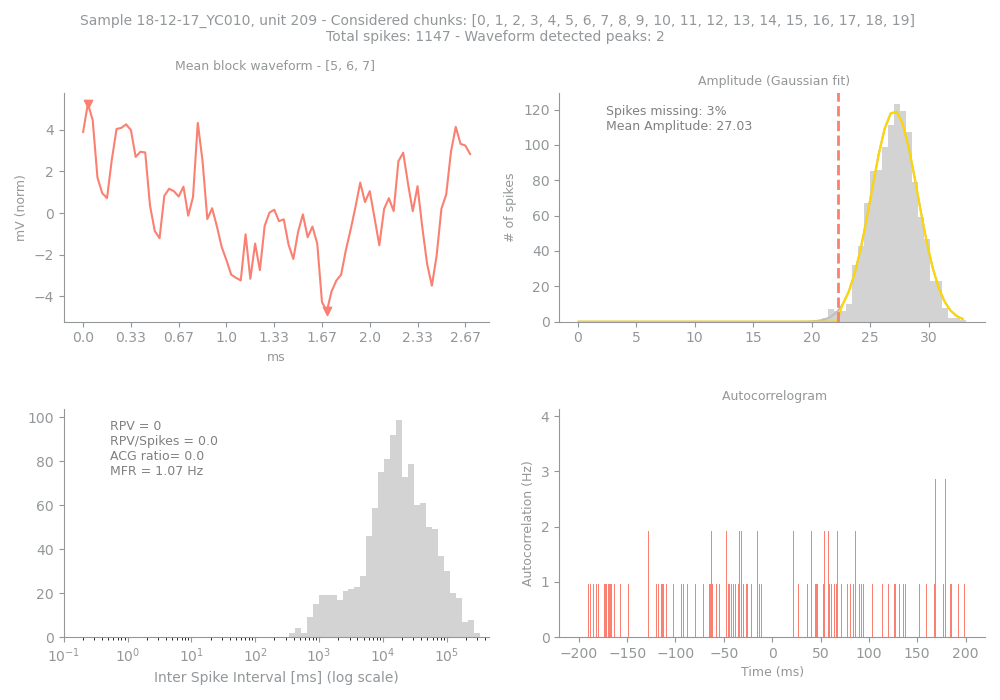 Sample 18-12-17_YC010, unit 209 - Considered chunks: [0, 1, 2, 3, 4, 5, 6, 7, 8, 9, 10, 11, 12, 13, 14, 15, 16, 17, 18, 19]
Total spikes: 1147 - Waveform detected peaks: 2
Mean block waveform - [5, 6, 7]
mV (norm)
4
2
0
−2
−4
0.0 0.33 0.67 1.0 1.33 1.67 2.0 2.33 2.67
ms
Amplitude (Gaussian fit)
Spikes missing: 3%
Mean Amplitude: 27.03
# of spikes
120
100
80
60
40
20
0
0 5 10 15 20 25 30
RPV = 0
RPV/Spikes = 0.0
ACG ratio= 0.0
MFR = 1.07 Hz
100
80
60
40
20
0
10⁻¹ 10⁰ 10¹ 10² 10³ 10⁴ 10⁵
Inter Spike Interval [ms] (log scale)
Autocorrelogram
Autocorrelation (Hz)
4
3
2
1
0
−200 −150 −100 −50 0 50 100 150 200
Time (ms)